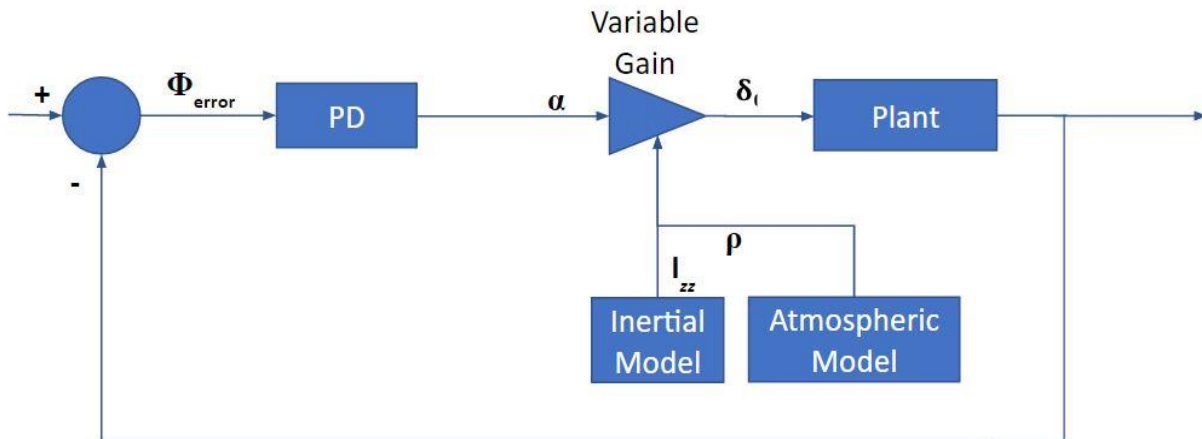 Variable
Gain
+
Φerror
PD
α
δ
Plant
-
ρ
Izz
Inertial
Model
Atmospheric
Model